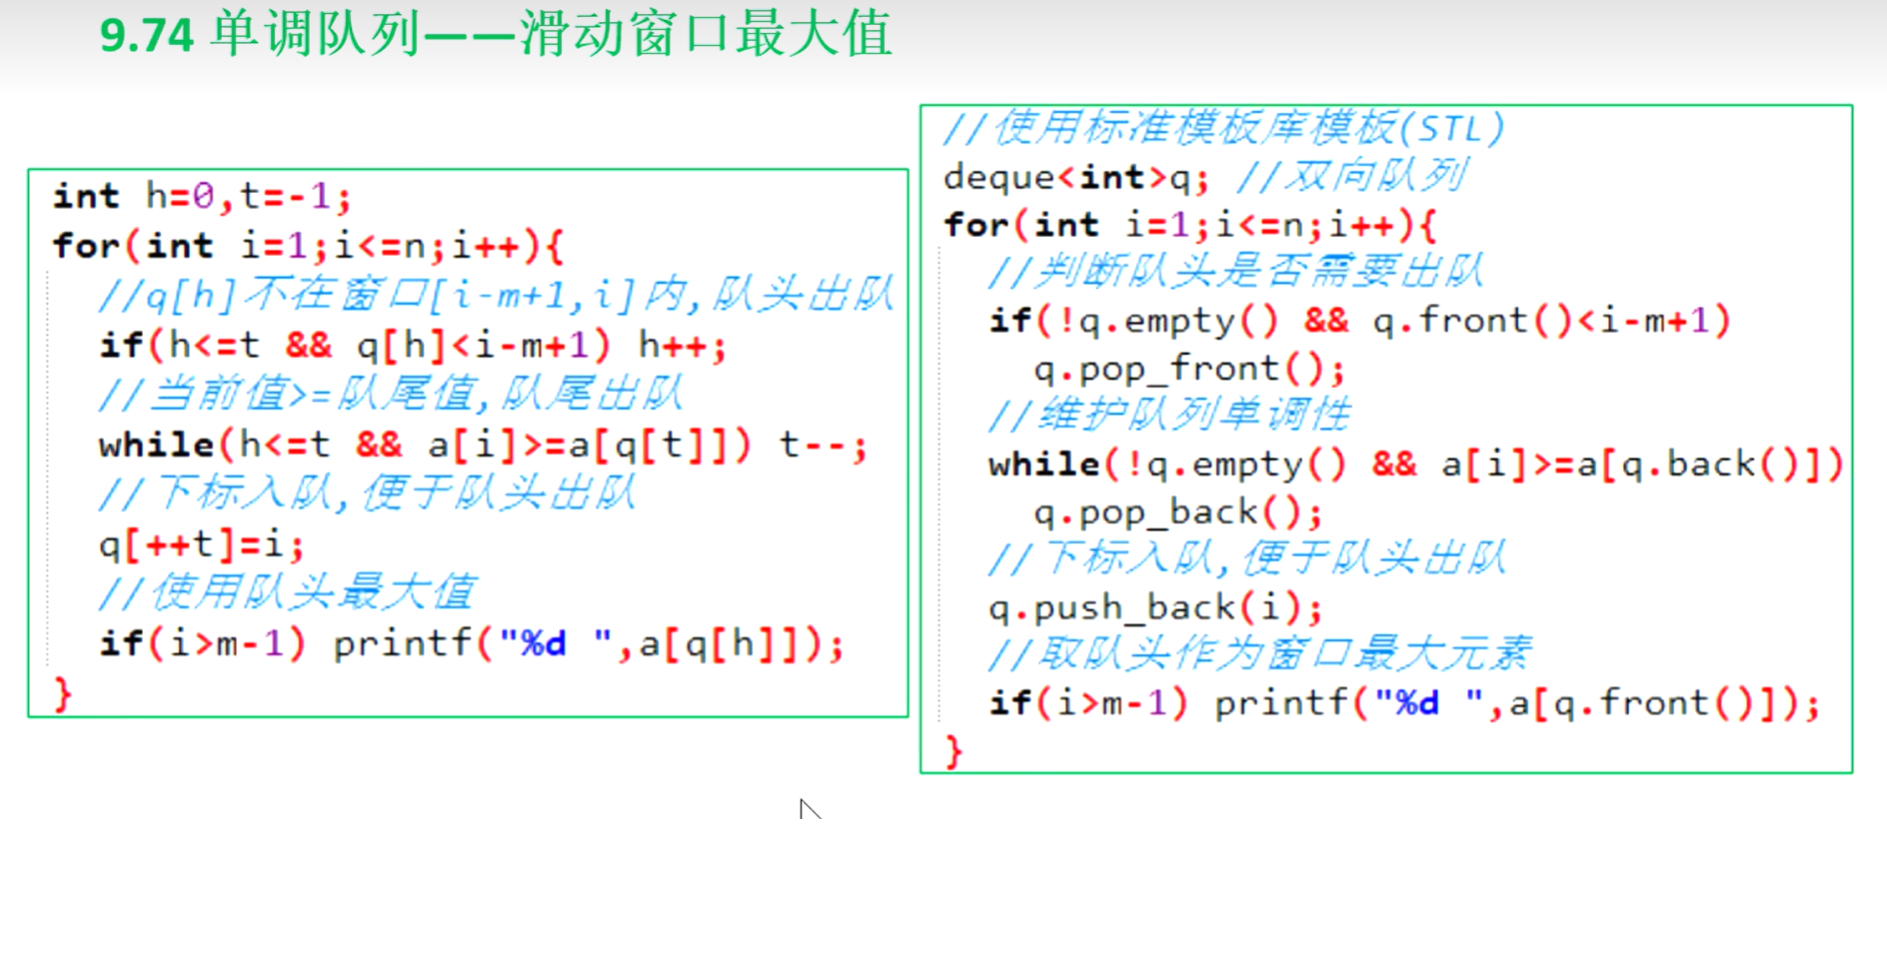 9.74 单调队列——滑动窗口最大值
int h=0,t=-1;
for(int i=1;i<=n;i++){
//q[h]不在窗口[i-m+1,i]内,队头出队
if(h<=t && q[h]<i-m+1) h++;
//当前值>=队尾值,队尾出队
while(h<=t && a[i]>=a[q[t]]) t--;
//下标入队,便于队头出队
q[++t]=i;
//使用队头最大值
if(i>m-1) printf("%d ",a[q[h]]);
}
//使用标准模板库模板(STL)
deque<int>q; //双向队列
for(int i=1;i<=n;i++){
//判断队头是否需要出队
if(!q.empty() && q.front()<i-m+1)
q.pop_front();
//维护队列单调性
while(!q.empty() && a[i]>=a[q.back()])
q.pop_back();
//下标入队,便于队头出队
q.push_back(i);
//取队头作为窗口最大元素
if(i>m-1) printf("%d ",a[q.front()]);
}